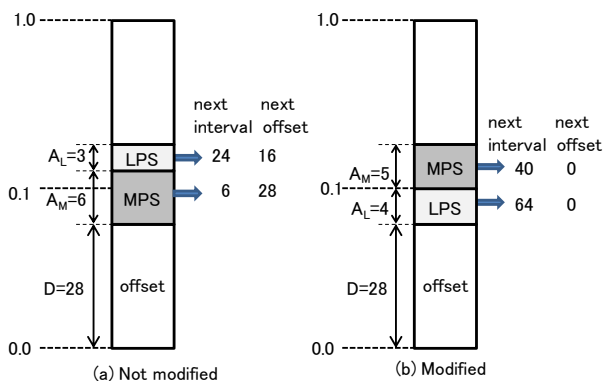 1.0
next next
interval offset
A_L=3 LPS 24 16
0.1
A_M=6 MPS 6 28
D=28 offset
0.0
(a) Not modified
1.0
next next
interval offset
A_M=5 MPS 40 0
0.1
A_L=4 LPS 64 0
D=28 offset
0.0
(b) Modified